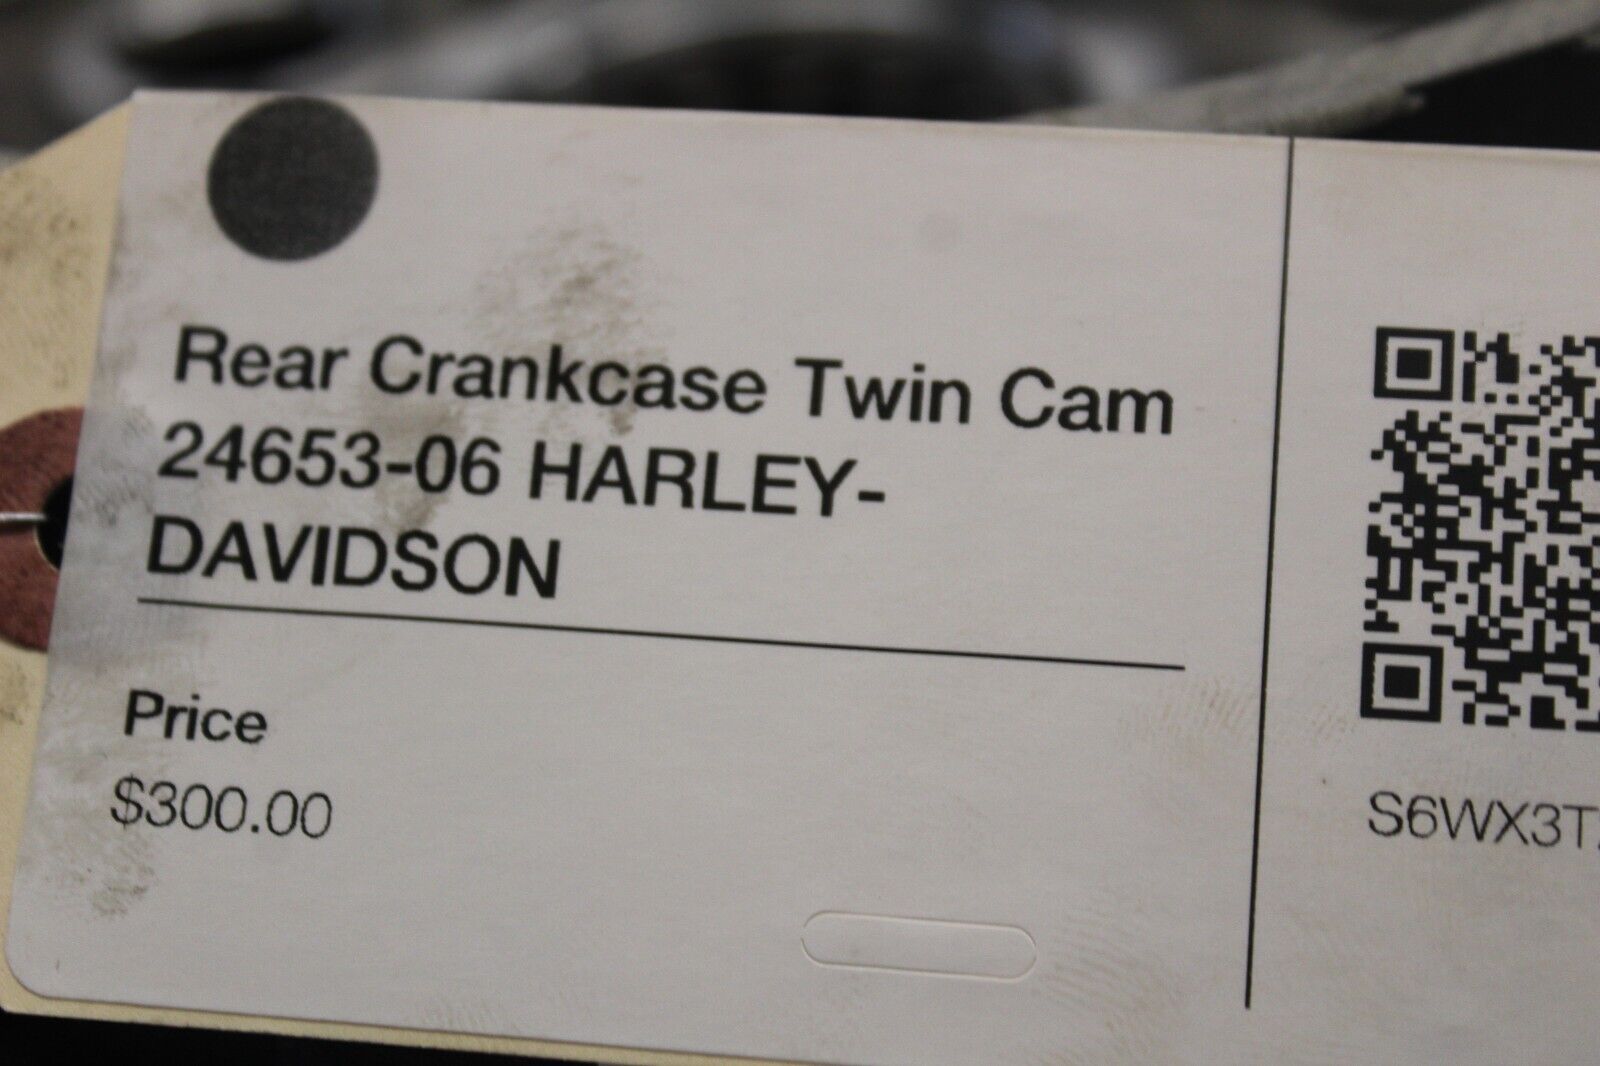 Rear Crankcase Twin Cam
24653-06 HARLEY-
DAVIDSON
Price
$300.00
S6WX3T